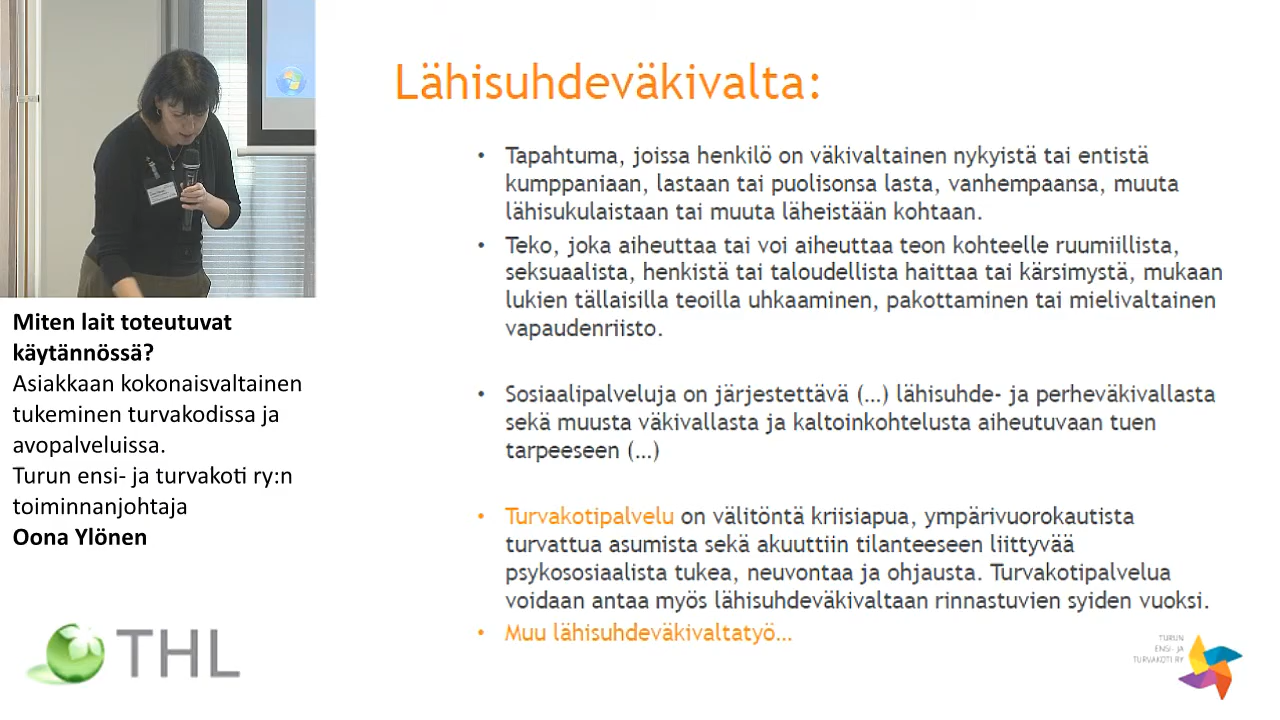 Lähisuhdeväkivalta:
• Tapahtuma, joissa henkilö on väkivaltainen nykyistä tai entistä
kumppaniaan, lastaan tai puolisonsa lasta, vanhempaansa, muuta
lähisukulaistaan tai muuta läheistään kohtaan.
• Teko, joka aiheuttaa tai voi aiheuttaa teon kohteelle ruumiillista,
seksuaalista, henkistä tai taloudellista haittaa tai kärsimystä, mukaan
lukien tällaisilla teoilla uhkaaminen, pakottaminen tai mielivaltainen
vapaudenriisto.
• Sosiaalipalveluja on järjestettävä (…) lähisuhde- ja perheväkivallasta
sekä muusta väkivallasta ja kaltoinkohtelusta aiheutuvaan tuen
tarpeeseen (…)
• Turvakotipalvelu on välitöntä kriisiapua, ympärivuorokautista
turvattua asumista sekä akuuttiin tilanteeseen liittyvää
psykososiaalista tukea, neuvontaa ja ohjausta. Turvakotipalvelua
voidaan antaa myös lähisuhdeväkivaltaan rinnastuvien syiden vuoksi.
• Muu lähisuhdeväkivaltatyö…
Miten lait toteutuvat
käytännössä?
Asiakkaan kokonaisvaltainen
tukeminen turvakodissa ja
avopalveluissa.
Turun ensi- ja turvakoti ry:n
toiminnanjohtaja
Oona Ylönen
THL
TURUN
ENSI- JA
TURVAKOTI RY